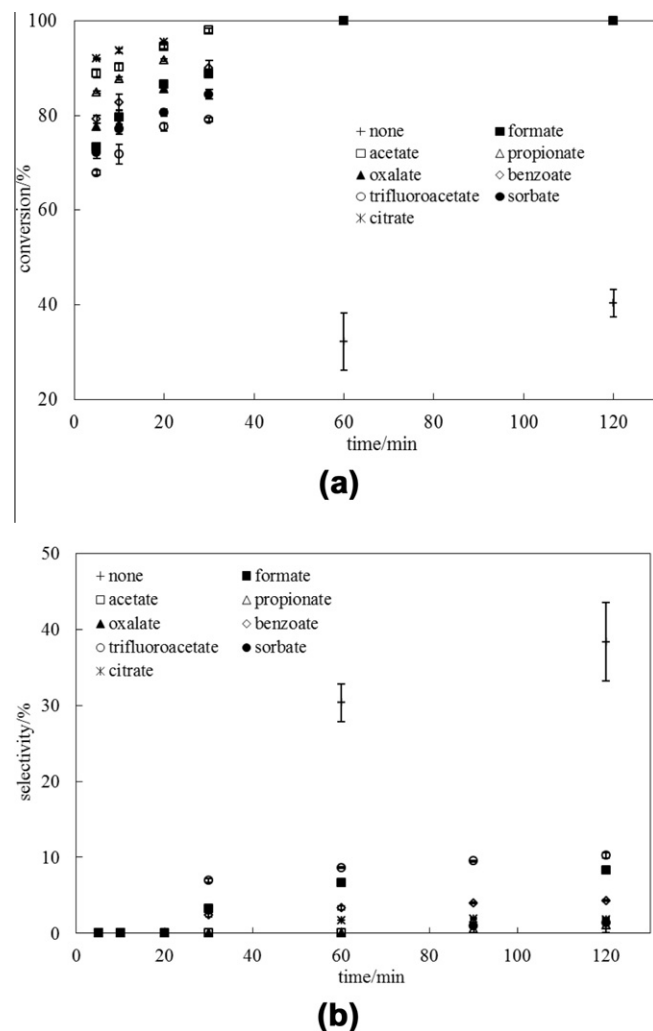 100
80
60
40
20
conversion/%
none
formate
acetate
propionate
oxalate
benzoate
trifluoroacetate
sorbate
citrate
0 20 40 60 80 100 120
time/min
(a)
50
40
30
20
10
0
selectivity/%
none
formate
acetate
propionate
oxalate
benzoate
trifluoroacetate
sorbate
citrate
0 20 40 60 80 100 120
time/min
(b)